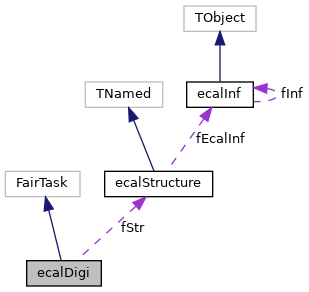 TObject
TNamed
ecalInf
fInf
fEcalInf
FairTask
ecalStructure
fStr
ecalDigi